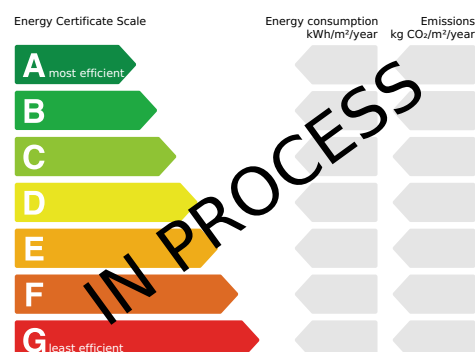 Energy Certificate Scale
Energy consumption
kWh/m²/year
Emissions
kg CO₂/m²/year
A most efficient
B
C
D
E
F
G least efficient
IN PROCESS